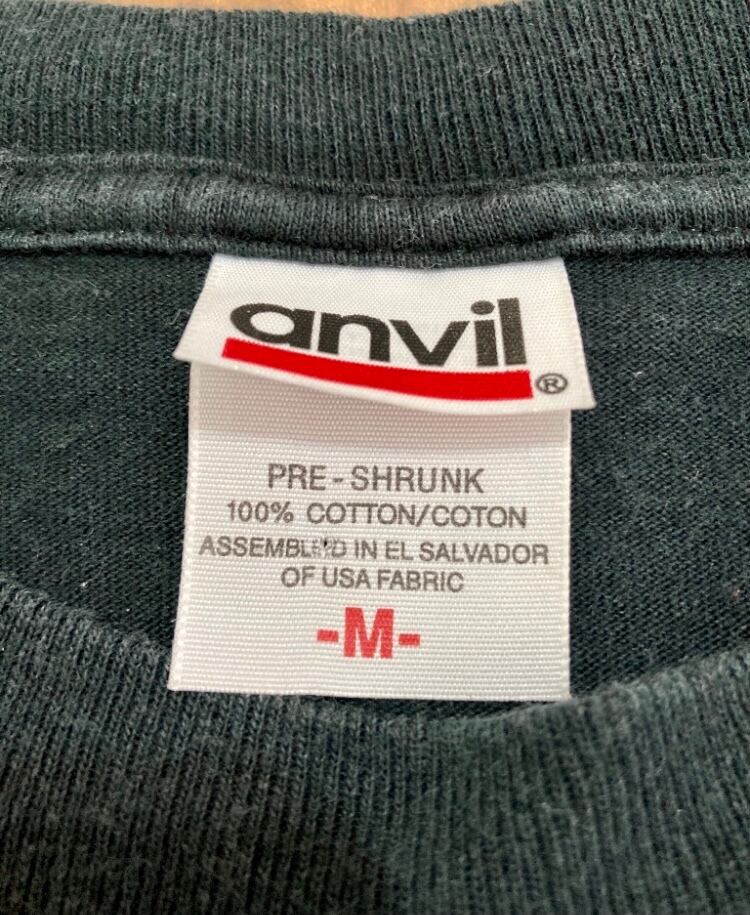 anvil®
PRE-SHRUNK
100% COTTON/COTON
ASSEMBLED IN EL SALVADOR
OF USA FABRIC
-M-